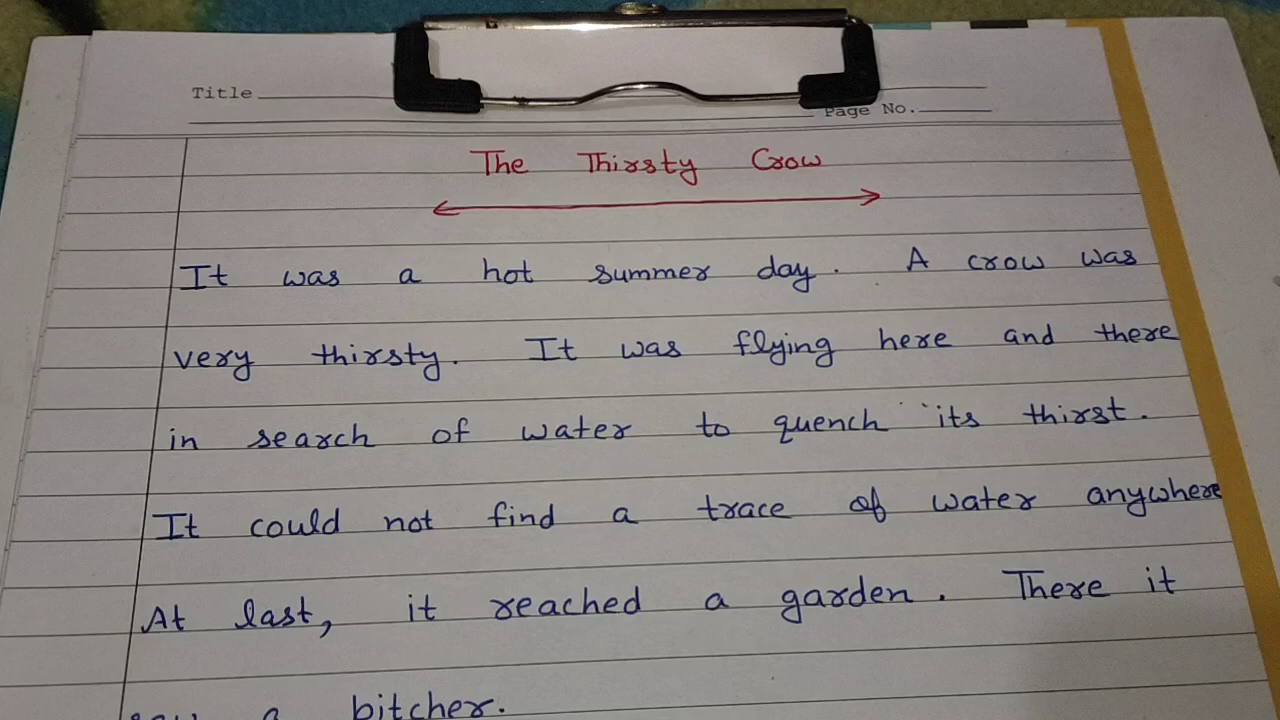 Title
Page No.
The Thirsty Crow
It was a hot summer day. A crow was
very thirsty. It was flying here and there
in search of water to quench its thirst.
It could not find a trace of water anywhere
At last, it reached a garden. There it
a bitcher.